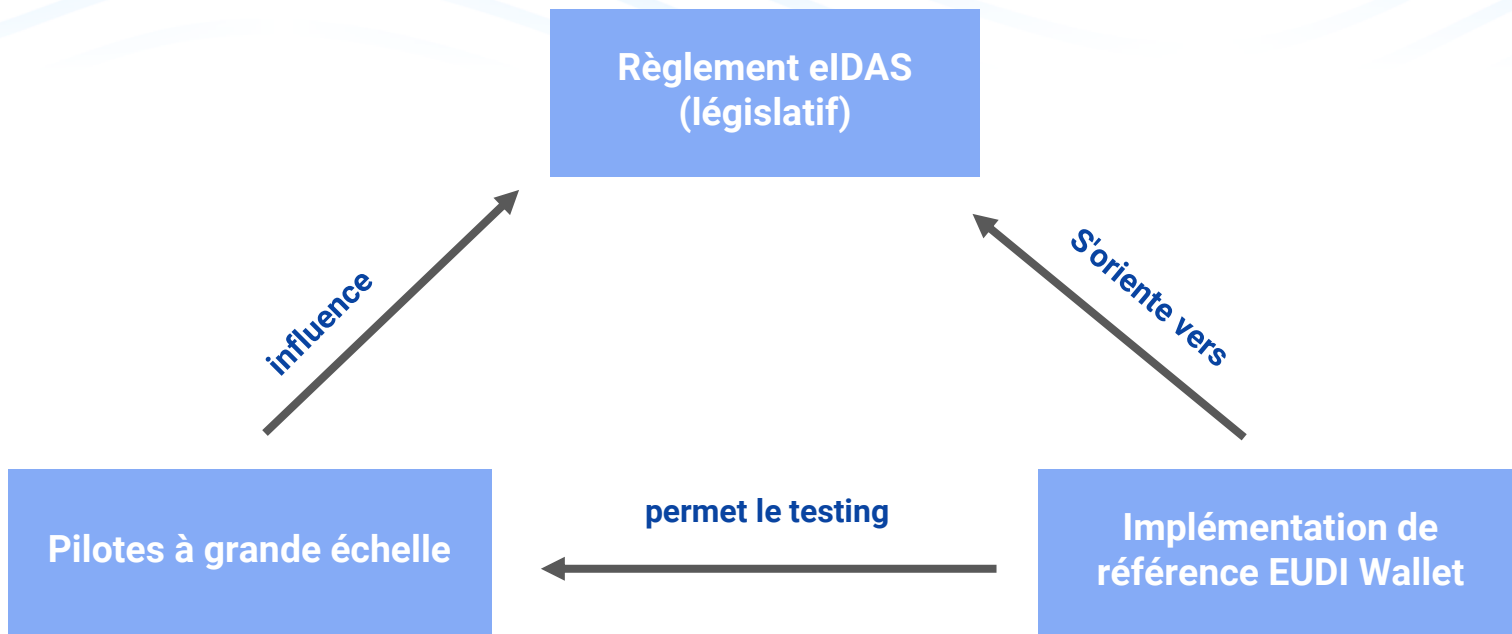 Règlement eIDAS
(législatif)
influence
S'oriente vers
permet le testing
Pilotes à grande échelle
Implémentation de
référence EUDI Wallet